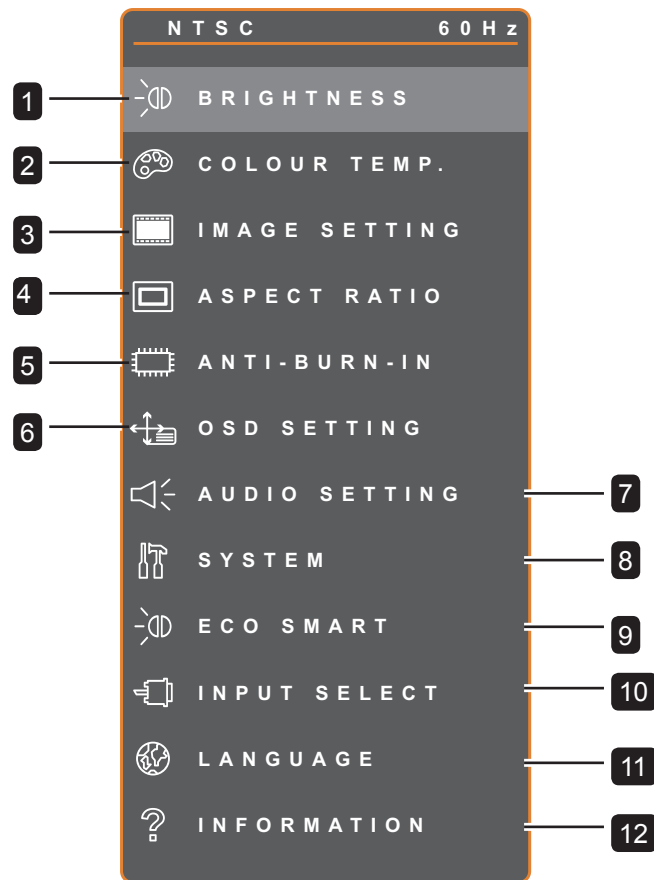 NTSC 60Hz
1 BRIGHTNESS
2 COLOUR TEMP.
3 IMAGE SETTING
4 ASPECT RATIO
5 ANTI-BURN-IN
6 OSD SETTING
AUDIO SETTING 7
SYSTEM 8
ECO SMART 9
INPUT SELECT 10
LANGUAGE 11
INFORMATION 12